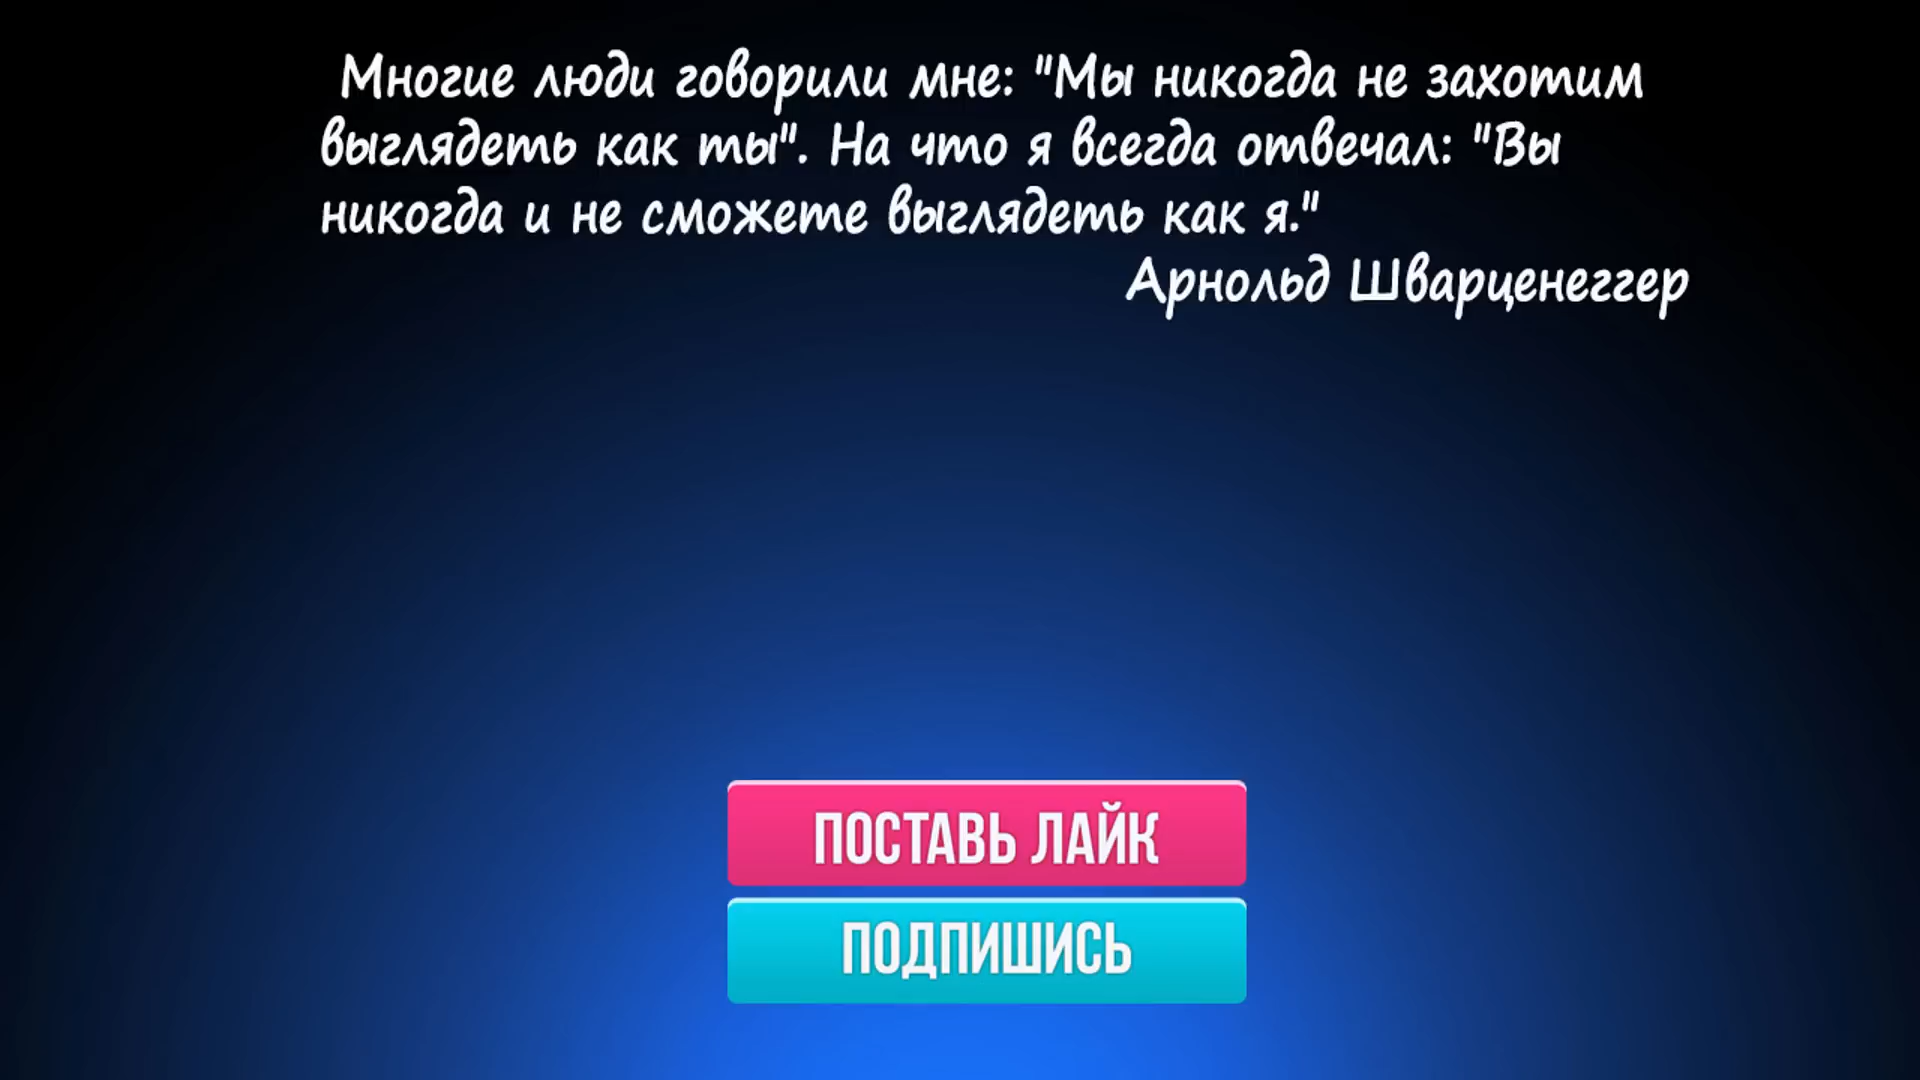 Многие люди говорили мне: "Мы никогда не захотим
выглядеть как ты". На что я всегда отвечал: "Вы
никогда и не сможете выглядеть как я."
Арнольд Шварценеггер
ПОСТАВЬ ЛАЙК
ПОДПИШИСЬ